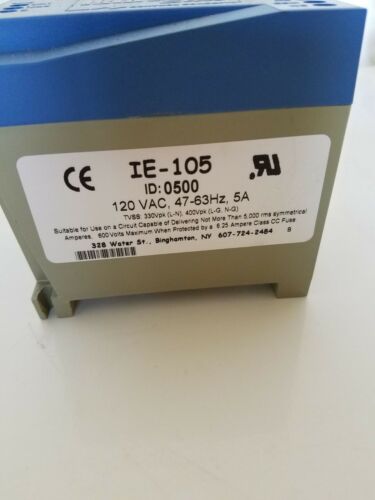 CE
IE-105
RU
ID:0500
120 VAC, 47-63Hz, 5A
TVSS: 330Vpk (L-N), 400Vpk (L-G, N-G)
Suitable for Use on a Circuit Capable of Delivering Not More Than 5,000 rms symmetrical
Amperes, 600 Volts Maximum When Protected by a 6.25 Ampere Class CC Fuse
328 Water St., Binghamton, NY 607-724-2484 B